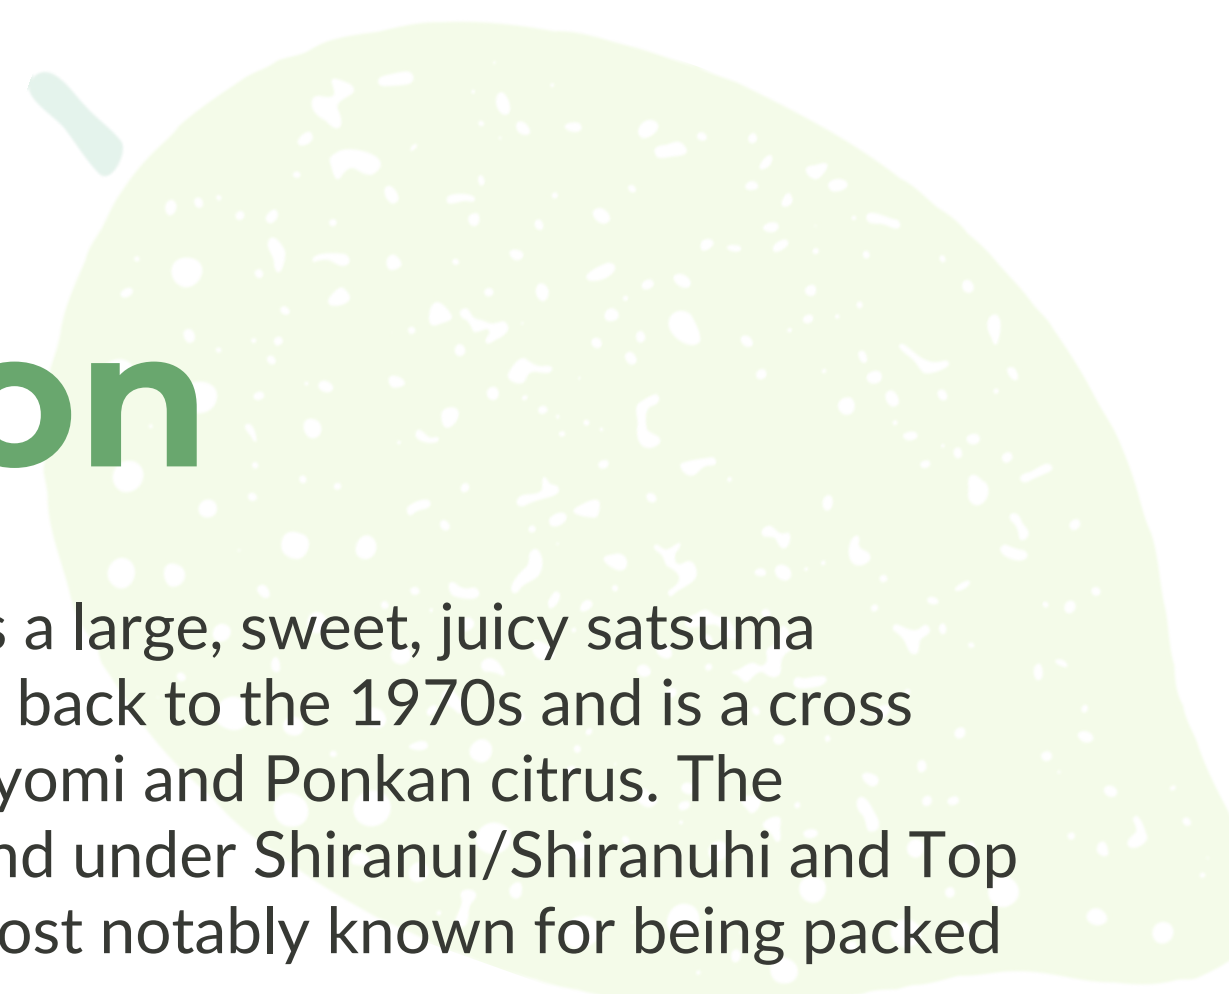 on
s a large, sweet, juicy satsuma
back to the 1970s and is a cross
yomi and Ponkan citrus. The
nd under Shiranui/Shiranuhi and Top
ost notably known for being packed